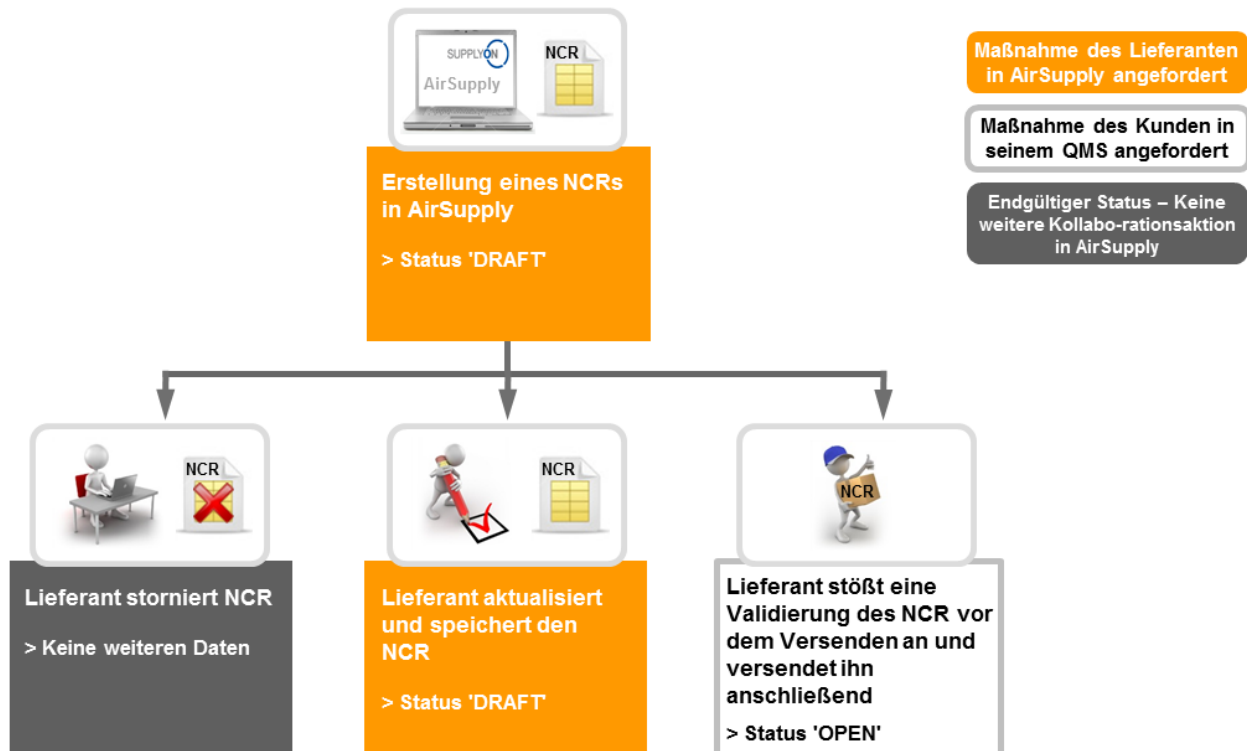 SUPPLYON
AirSupply
NCR
Erstellung eines NCRs
in AirSupply
> Status 'DRAFT'
Maßnahme des Lieferanten
in AirSupply angefordert
Maßnahme des Kunden in
seinem QMS angefordert
Endgültiger Status – Keine
weitere Kollabo-rationsaktion
in AirSupply
NCR
Lieferant storniert NCR
> Keine weiteren Daten
NCR
Lieferant aktualisiert
und speichert den
NCR
> Status 'DRAFT'
NCR
Lieferant stößt eine
Validierung des NCR vor
dem Versenden an und
versendet ihn
anschließend
> Status 'OPEN'